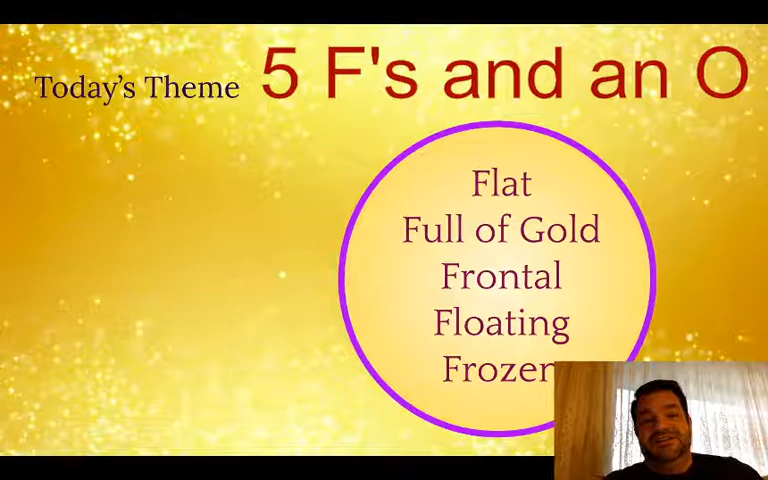 Today’s Theme 5 F's and an O
Flat
Full of Gold
Frontal
Floating
Frozen